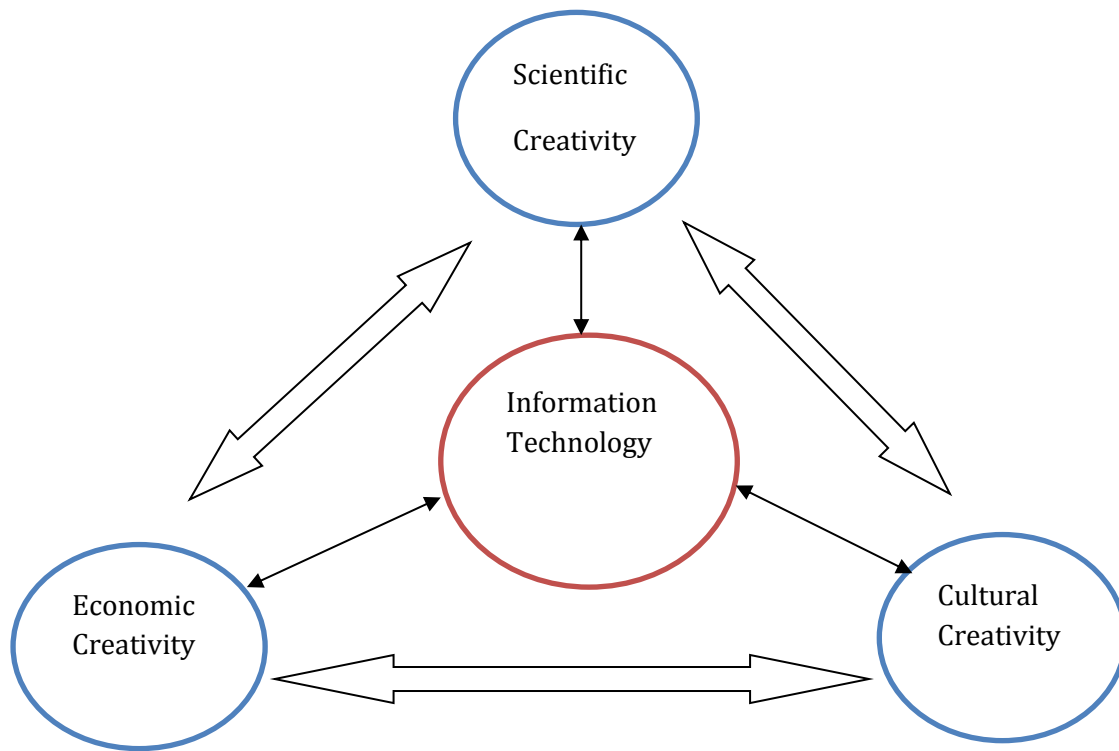 Scientific
Creativity
Information
Technology
Economic
Creativity
Cultural
Creativity